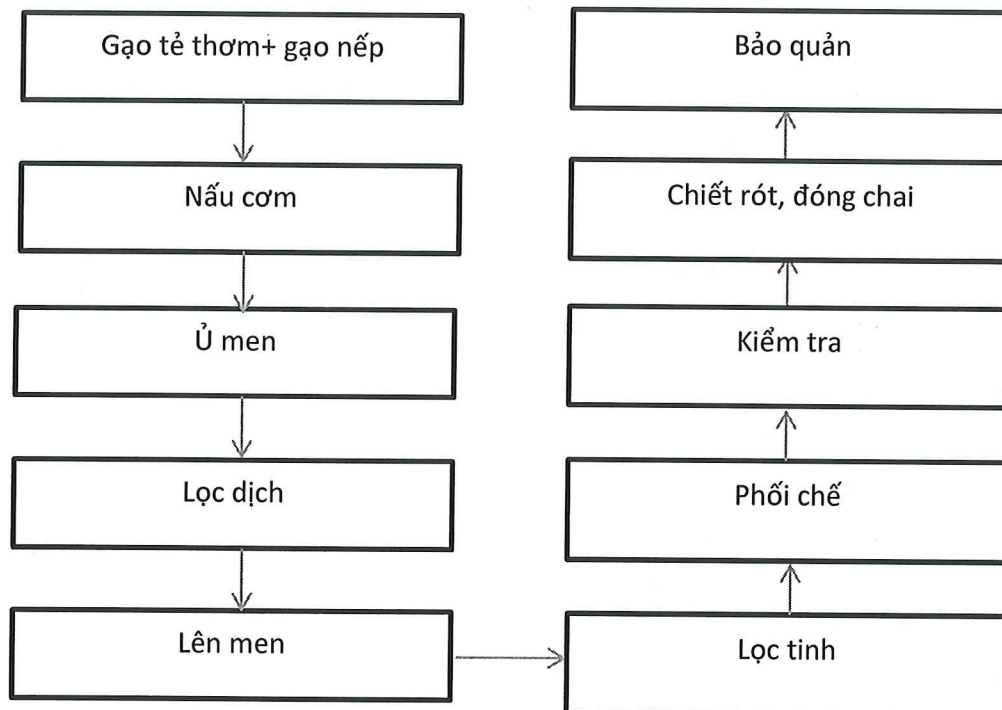 Gạo tẻ thơm+ gạo nếp
Nấu cơm
Ủ men
Lọc dịch
Lên men
Lọc tinh
Phối chế
Kiểm tra
Chiết rót, đóng chai
Bảo quản